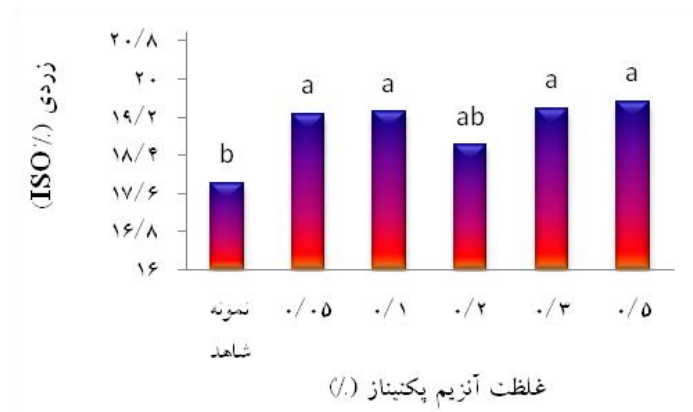 زردی (ISO٪)
۲۰/۸
۲۰
۱۹/۲
۱۸/۴
۱۷/۶
۱۶/۸
۱۶
b
a
a
ab
a
a
نمونه شاهد
۰/۰۵
۰/۱
۰/۲
۰/۳
۰/۵
غلظت آنزیم پکتیناز (٪)